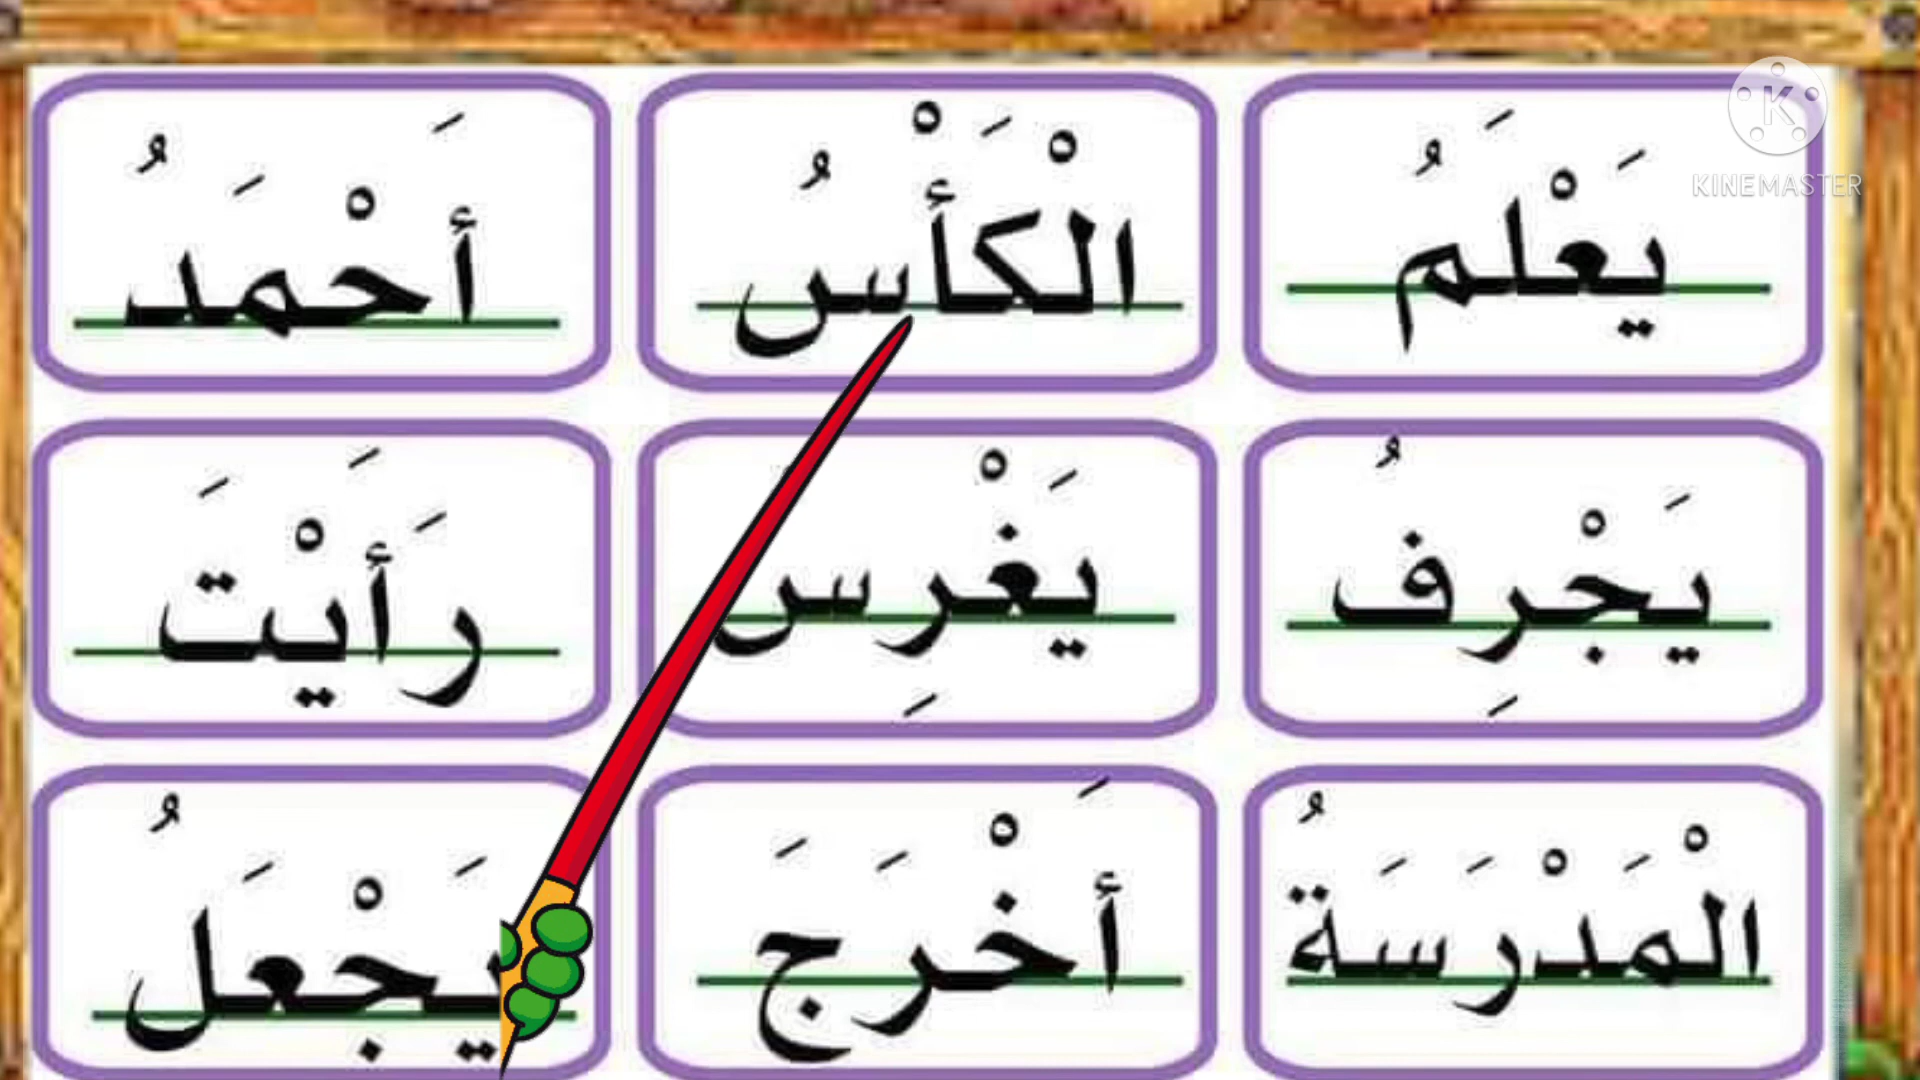 يَعْلَمُ الْكَأْسُ أَحْمَدُ
يَجْرِفُ يَغْرِس رَأَيْتَ
الْمَدْرَسَةُ أَخْرَجَ يَجْعَلُ
KINEMASTER